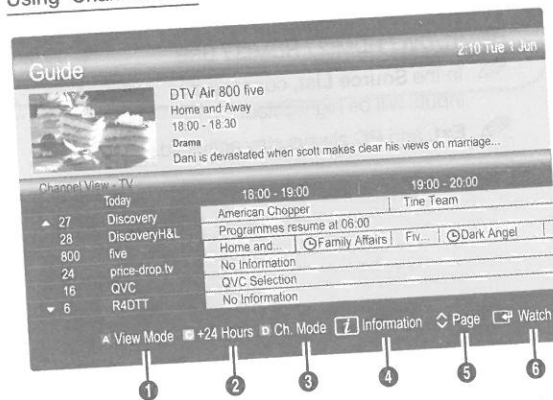 Guide
2:10 Tue 1 Jun
DTV Air 800 five
Home and Away
18:00 - 18:30
Drama
Dani is devastated when scott makes clear his views on marriage...
Channel View - TV
Today 18:00 - 19:00 19:00 - 20:00
▲ 27 Discovery American Chopper Tine Team
28 DiscoveryH&L Programmes resume at 06:00
800 five Home and... Family Affairs Fiv... Dark Angel
24 price-drop.tv No Information
16 QVC QVC Selection
▼ 6 R4DTT No Information
A View Mode C +24 Hours D Ch. Mode i Information Page Watch
1 2 3 4 5 6